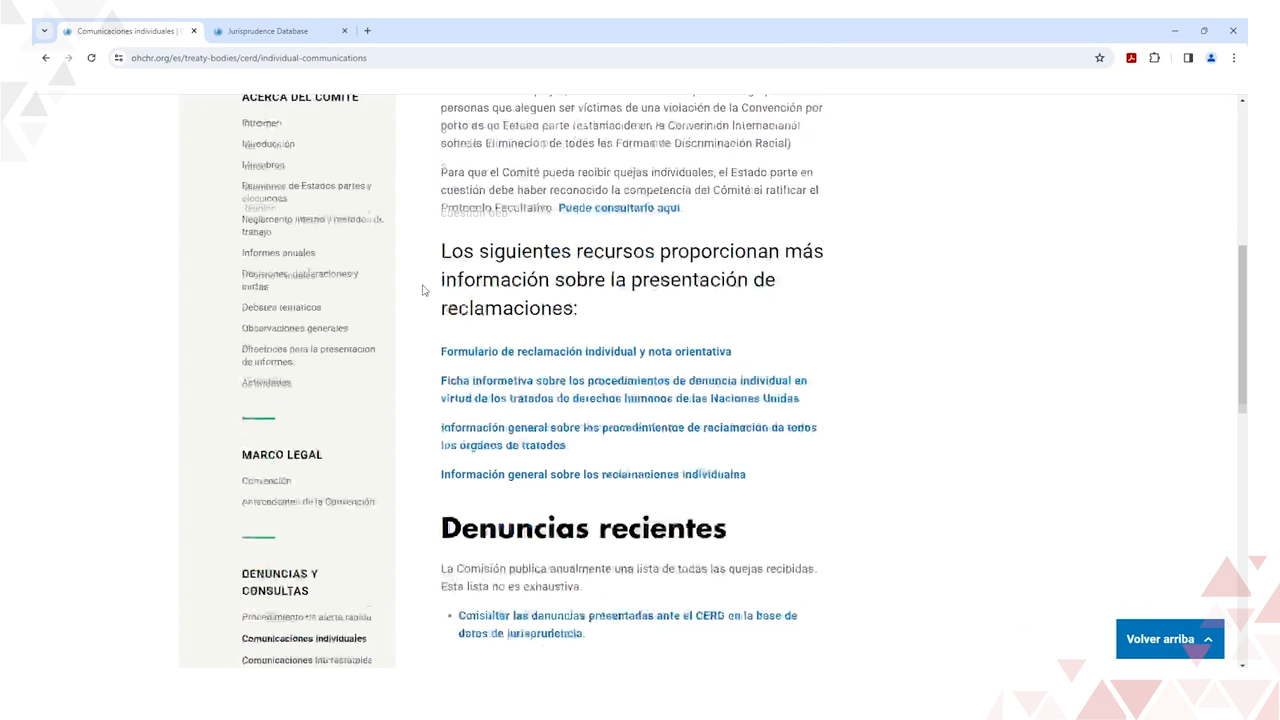 Comunicaciones individuales |
Jurisprudence Database
ohchr.org/es/treaty-bodies/cerd/individual-communications
ACERCA DEL COMITÉ
Introducción
Miembros
Reuniones de Estados partes y
elecciones
Reglamento interno y métodos de
trabajo
Informes anuales
Decisiones, declaraciones y
Debates temáticos
Observaciones generales
Directrices para la presentación
de informes
Actividades
MARCO LEGAL
Convención
de la Convención
DENUNCIAS Y
CONSULTAS
Procedimiento de alerta rápida
Comunicaciones individuales
Comunicaciones
personas que aleguen ser víctimas de una violación de la Convención por
parte de un Estado parte la Convención Internacional
sobre la Eliminación de todas las Formas de Discriminación Racial)
Para que el Comité pueda recibir quejas individuales, el Estado parte en
cuestión debe haber reconocido la competencia del Comité al ratificar el
Protocolo Facultativo. Puede consultarlo aquí.
Los siguientes recursos proporcionan más
información sobre la presentación de
reclamaciones:
Formulario de reclamación individual y nota orientativa
Ficha informativa sobre los procedimientos de denuncia individual en
virtud de los tratados de derechos humanos de las Naciones Unidas
Información general sobre los procedimientos de reclamación de todos
los órganos de tratados
Información general sobre las reclamaciones individuales
Denuncias recientes
La Comisión publica anualmente una lista de todas las quejas recibidas.
Esta lista no es exhaustiva.
• Consultar las denuncias presentadas ante el CERD en la base de
datos de jurisprudencia.
Volver arriba